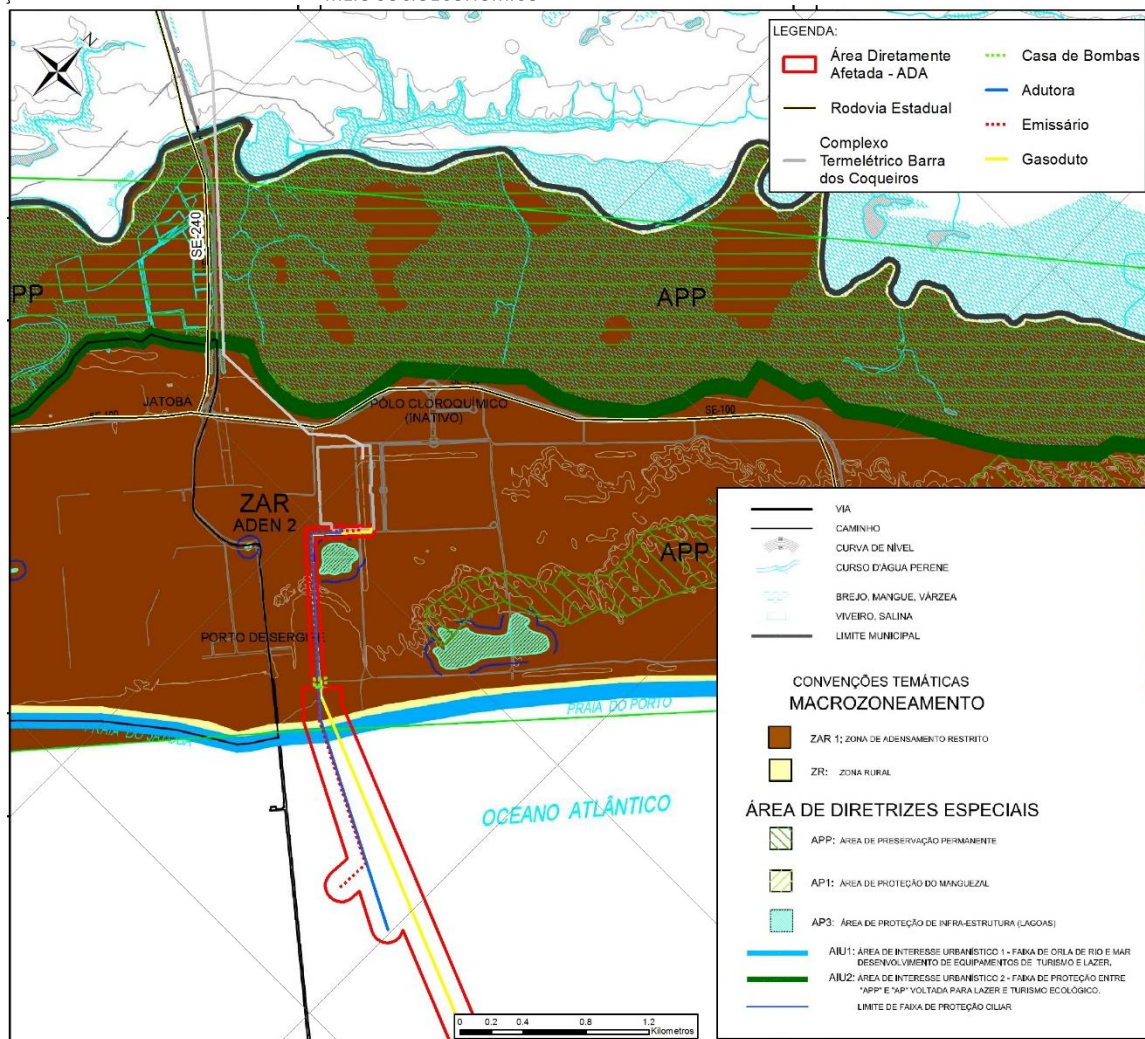 MEIO SOCIOECONÔMICO
N
LEGENDA:
Área Diretamente
Afetada - ADA
Rodovia Estadual
Complexo
Termelétrico Barra
dos Coqueiros
Casa de Bombas
Adutora
Emissário
Gasoduto
SE-240
PP
APP
JATOBA
PÓLO CLOROQUÍMICO
(INATIVO)
SE-100
ZAR
ADEN 2
APP
PORTO DE SERGIPE
PRAIA DO PORTO
OCEANO ATLÂNTICO
0 0.2 0.4 0.8 1.2
Kilometros
VIA
CAMINHO
CURVA DE NÍVEL
CURSO D'ÁGUA PERENE
BREJO, MANGUE, VÁRZEA
VIVEIRO, SALINA
LIMITE MUNICIPAL
CONVENÇÕES TEMÁTICAS
MACROZONEAMENTO
ZAR 1; ZONA DE ADENSAMENTO RESTRITO
ZR: ZONA RURAL
ÁREA DE DIRETRIZES ESPECIAIS
APP: ÁREA DE PRESERVAÇÃO PERMANENTE
AP1: ÁREA DE PROTEÇÃO DO MANGUEZAL
AP3: ÁREA DE PROTEÇÃO DE INFRA-ESTRUTURA (LAGOAS)
AIU1: ÁREA DE INTERESSE URBANÍSTICO 1 - FAIXA DE ORLA DE RIO E MAR
DESENVOLVIMENTO DE EQUIPAMENTOS DE TURISMO E LAZER,
AIU2: ÁREA DE INTERESSE URBANÍSTICO 2 - FAIXA DE PROTEÇÃO ENTRE
"APP" E "AP" VOLTADA PARA LAZER E TURISMO ECOLÓGICO.
LIMITE DE FAIXA DE PROTEÇÃO CILIAR